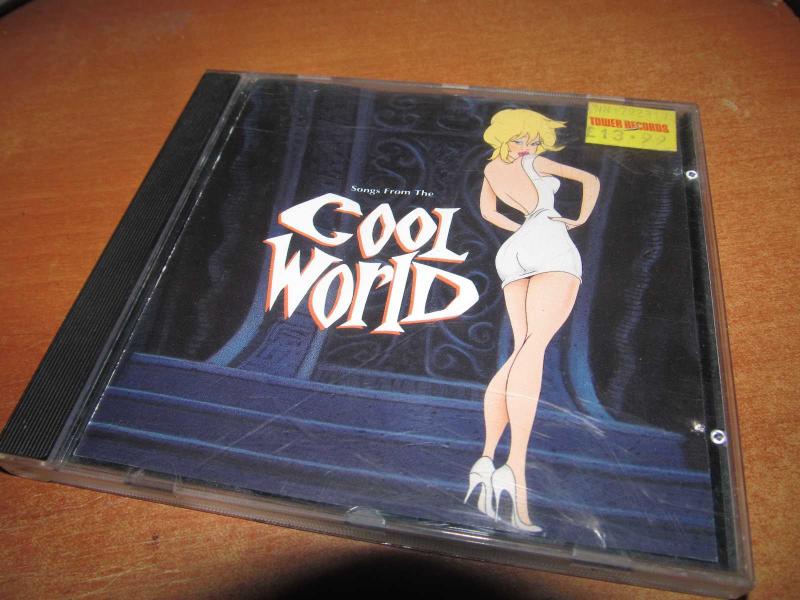 TOWER RECORDS
£13.99
Songs From The
COOL
WORLD